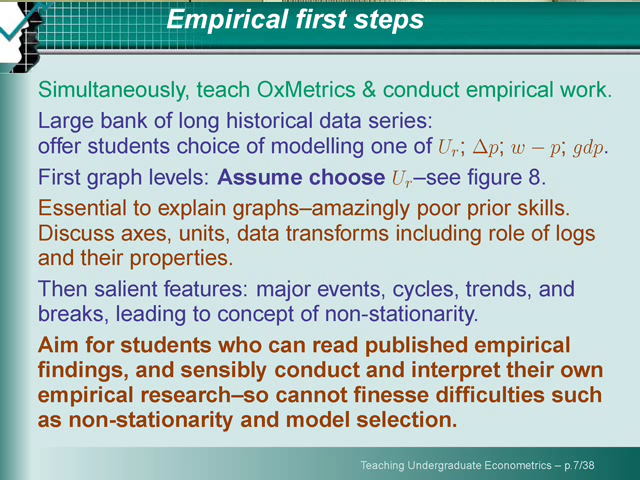 Empirical first steps
Simultaneously, teach OxMetrics & conduct empirical work.
Large bank of long historical data series:
offer students choice of modelling one of Uᵣ; Δp; w − p; gdp.
First graph levels: Assume choose Uᵣ–see figure 8.
Essential to explain graphs–amazingly poor prior skills.
Discuss axes, units, data transforms including role of logs
and their properties.
Then salient features: major events, cycles, trends, and
breaks, leading to concept of non-stationarity.
Aim for students who can read published empirical
findings, and sensibly conduct and interpret their own
empirical research–so cannot finesse difficulties such
as non-stationarity and model selection.
Teaching Undergraduate Econometrics – p.7/38